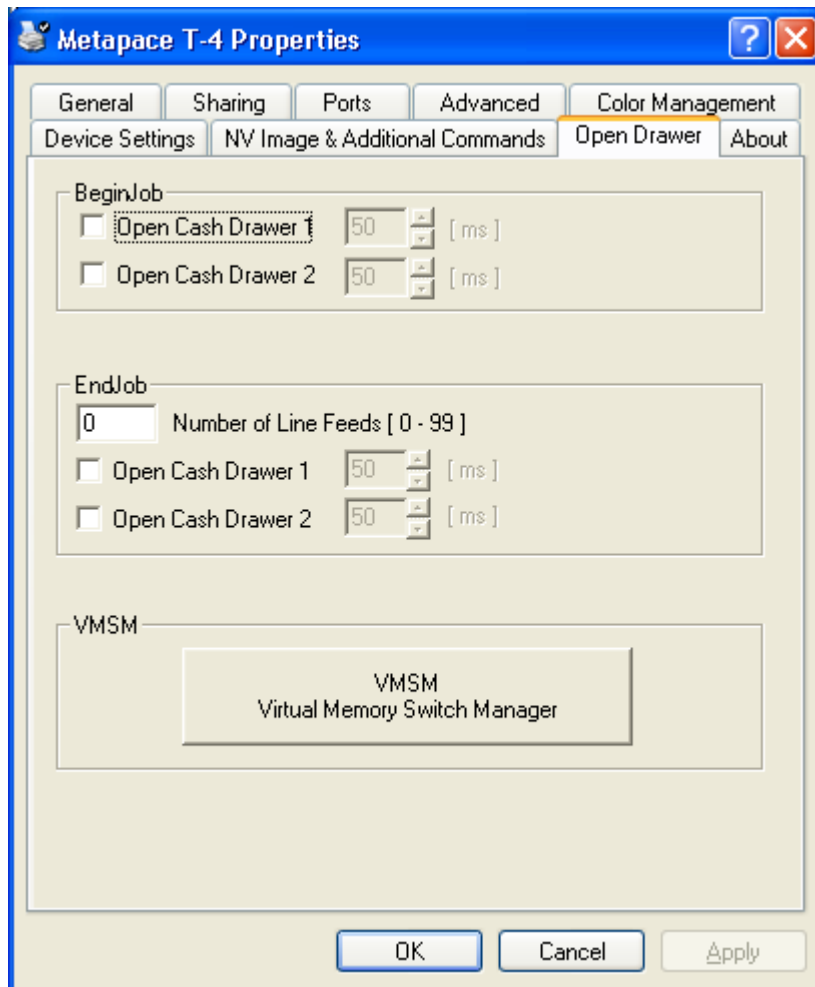 Metapace T-4 Properties
General Sharing Ports Advanced Color Management
Device Settings NV Image & Additional Commands Open Drawer About
BeginJob
Open Cash Drawer 1 50 [ ms ]
Open Cash Drawer 2 50 [ ms ]
EndJob
0 Number of Line Feeds [ 0 - 99 ]
Open Cash Drawer 1 50 [ ms ]
Open Cash Drawer 2 50 [ ms ]
VMSM
VMSM
Virtual Memory Switch Manager
OK Cancel Apply